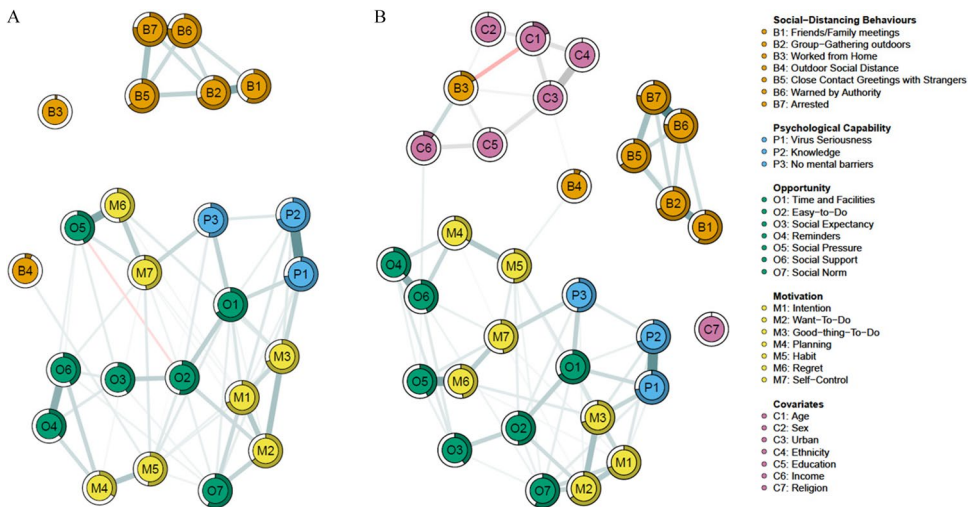 A
B7
B6
B5
B2
B1
B3
M6
O5
P3
P2
M7
P1
B4
O1
M3
O6
O3
O2
M1
O4
M2
M5
M4
O7
B
C2
C1
C4
B3
C3
C6
C5
B7
B6
B5
B4
B2
B1
M4
O4
M5
O6
P3
C7
M7
P2
O1
O5
M6
P1
M3
O2
O3
M1
O7
M2
Social-Distancing Behaviours
B1: Friends/Family meetings
B2: Group-Gathering outdoors
B3: Worked from Home
B4: Outdoor Social Distance
B5: Close Contact Greetings with Strangers
B6: Warned by Authority
B7: Arrested
Psychological Capability
P1: Virus Seriousness
P2: Knowledge
P3: No mental barriers
Opportunity
O1: Time and Facilities
O2: Easy-to-Do
O3: Social Expectancy
O4: Reminders
O5: Social Pressure
O6: Social Support
O7: Social Norm
Motivation
M1: Intention
M2: Want-To-Do
M3: Good-thing-To-Do
M4: Planning
M5: Habit
M6: Regret
M7: Self-Control
Covariates
C1: Age
C2: Sex
C3: Urban
C4: Ethnicity
C5: Education
C6: Income
C7: Religion